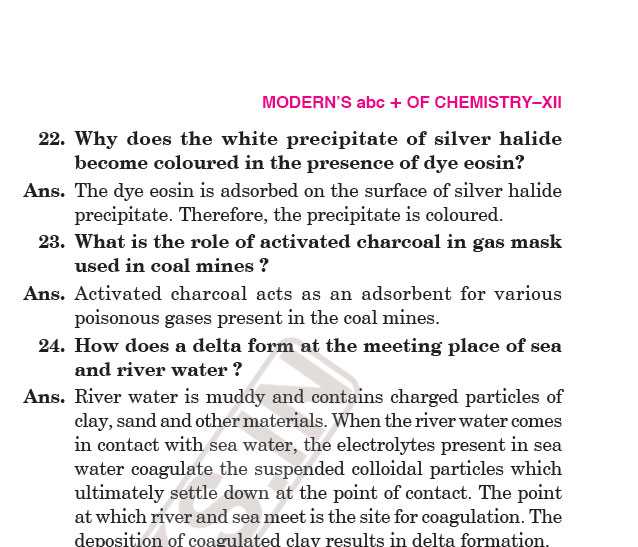 MODERN'S abc + OF CHEMISTRY–XII
22. Why does the white precipitate of silver halide
become coloured in the presence of dye eosin?
Ans. The dye eosin is adsorbed on the surface of silver halide
precipitate. Therefore, the precipitate is coloured.
23. What is the role of activated charcoal in gas mask
used in coal mines ?
Ans. Activated charcoal acts as an adsorbent for various
poisonous gases present in the coal mines.
24. How does a delta form at the meeting place of sea
and river water ?
Ans. River water is muddy and contains charged particles of
clay, sand and other materials. When the river water comes
in contact with sea water, the electrolytes present in sea
water coagulate the suspended colloidal particles which
ultimately settle down at the point of contact. The point
at which river and sea meet is the site for coagulation. The
deposition of coagulated clay results in delta formation.